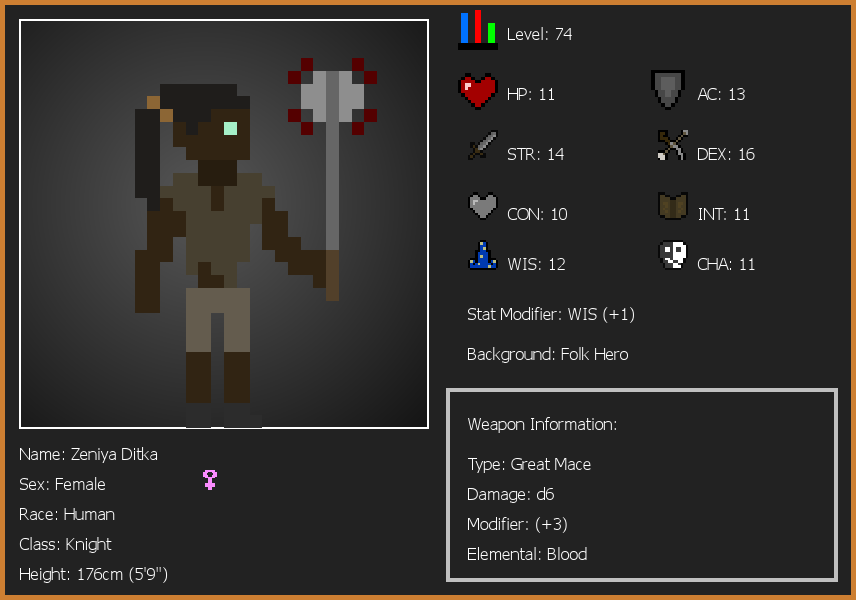 Level: 74
HP: 11
AC: 13
STR: 14
DEX: 16
CON: 10
INT: 11
WIS: 12
CHA: 11
Stat Modifier: WIS (+1)
Background: Folk Hero
Weapon Information:
Type: Great Mace
Damage: d6
Modifier: (+3)
Elemental: Blood
Name: Zeniya Ditka
Sex: Female
Race: Human
Class: Knight
Height: 176cm (5'9")